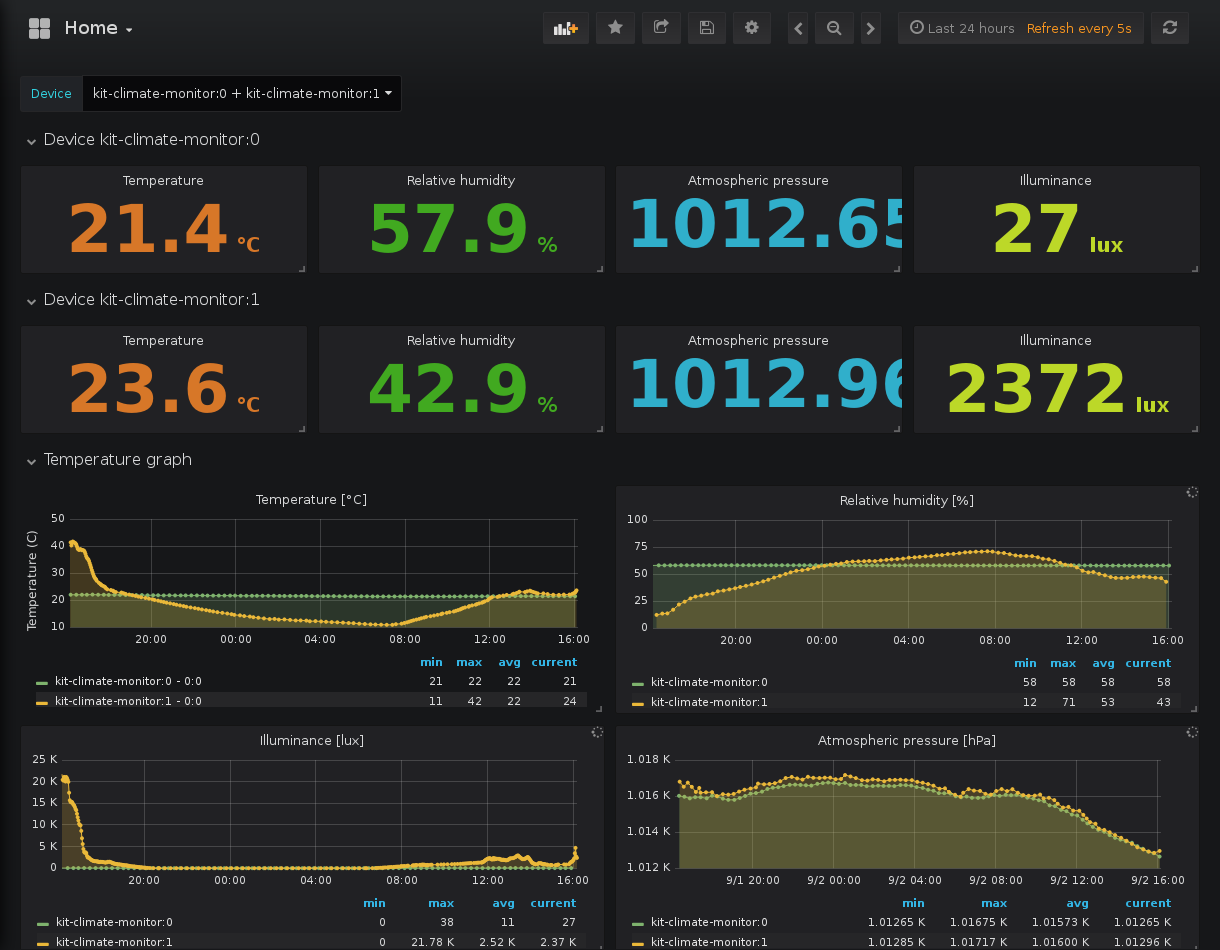 Home
Last 24 hours Refresh every 5s
Device kit-climate-monitor:0 + kit-climate-monitor:1
Device kit-climate-monitor:0
Temperature Relative humidity Atmospheric pressure Illuminance
21.4 °C 57.9 % 1012.65 27 lux
Device kit-climate-monitor:1
Temperature Relative humidity Atmospheric pressure Illuminance
23.6 °C 42.9 % 1012.96 2372 lux
Temperature graph
Temperature [°C]
Temperature (C)
50
40
30
20
10
20:00 00:00 04:00 08:00 12:00 16:00
min max avg current
kit-climate-monitor:0 - 0:0 21 22 22 21
kit-climate-monitor:1 - 0:0 11 42 22 24
Relative humidity [%]
100
75
50
25
0
20:00 00:00 04:00 08:00 12:00 16:00
min max avg current
kit-climate-monitor:0 58 58 58 58
kit-climate-monitor:1 12 71 53 43
Illuminance [lux]
25 K
20 K
15 K
10 K
5 K
0
20:00 00:00 04:00 08:00 12:00 16:00
min max avg current
kit-climate-monitor:0 0 38 11 27
kit-climate-monitor:1 0 21.78 K 2.52 K 2.37 K
Atmospheric pressure [hPa]
1.018 K
1.016 K
1.014 K
1.012 K
9/1 20:00 9/2 00:00 9/2 04:00 9/2 08:00 9/2 12:00 9/2 16:00
min max avg current
kit-climate-monitor:0 1.01265 K 1.01675 K 1.01573 K 1.01265 K
kit-climate-monitor:1 1.01285 K 1.01717 K 1.01600 K 1.01296 K